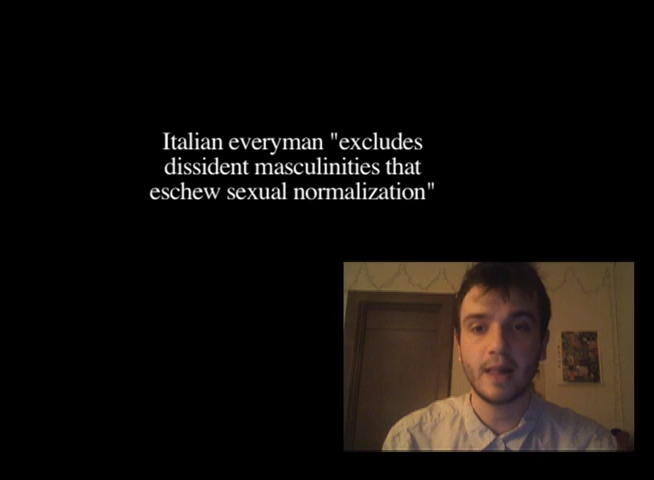 Italian everyman "excludes
dissident masculinities that
eschew sexual normalization"